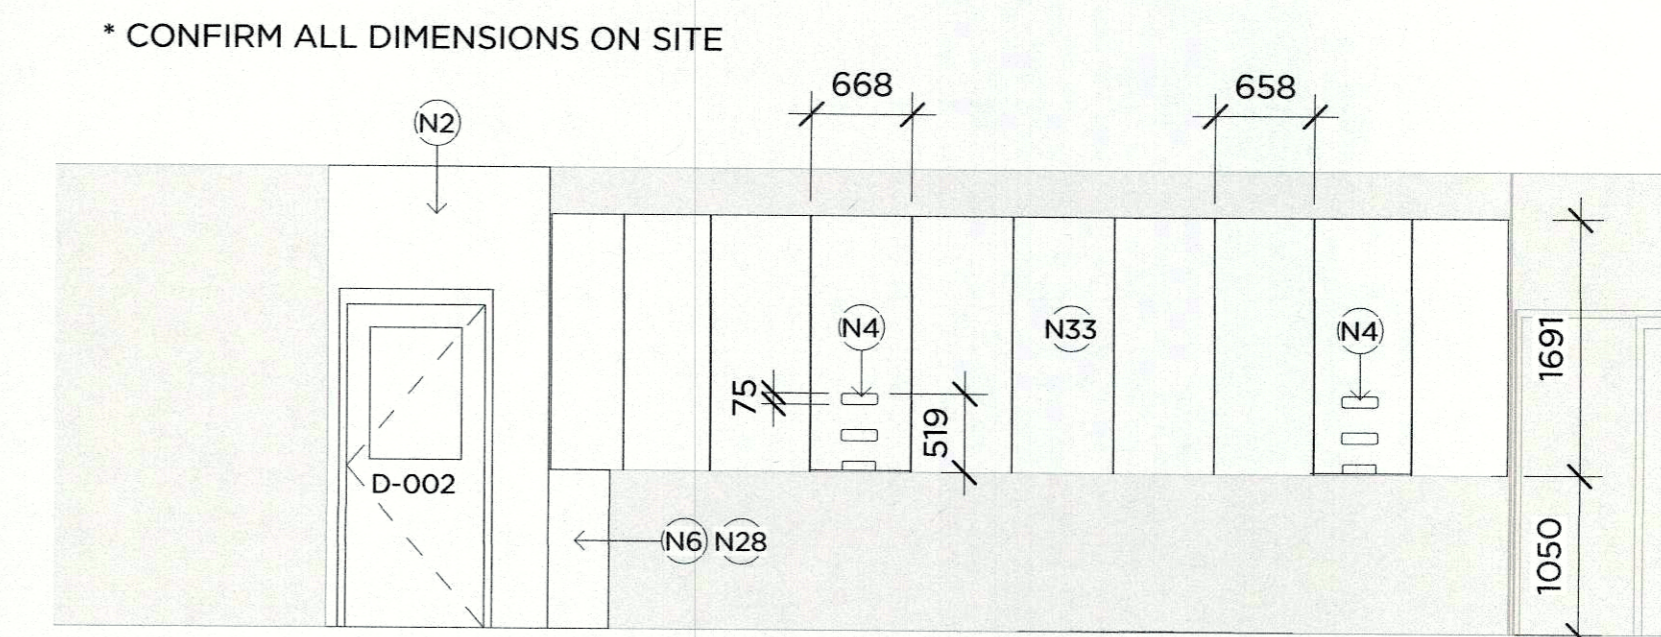 * CONFIRM ALL DIMENSIONS ON SITE
668
658
N2
N4
N33
N4
1691
75
519
D-002
N6 N28
1050